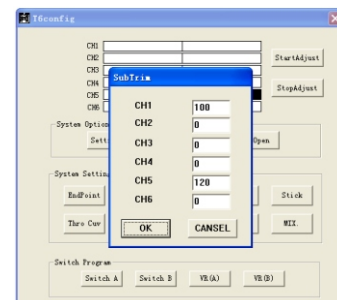 T6config
CH1
CH2
CH3
CH4
CH5
CH6
StartAdjust
StopAdjust
SubTrim
CH1 100
CH2 0
CH3 0
CH4 0
CH5 120
CH6 0
OK CANSEL
System Optio
Sett
Open
System Settin
EndPoint
Stick
Thro Cuv
MIX.
Switch Program
Switch A Switch B VR(A) VR(B)